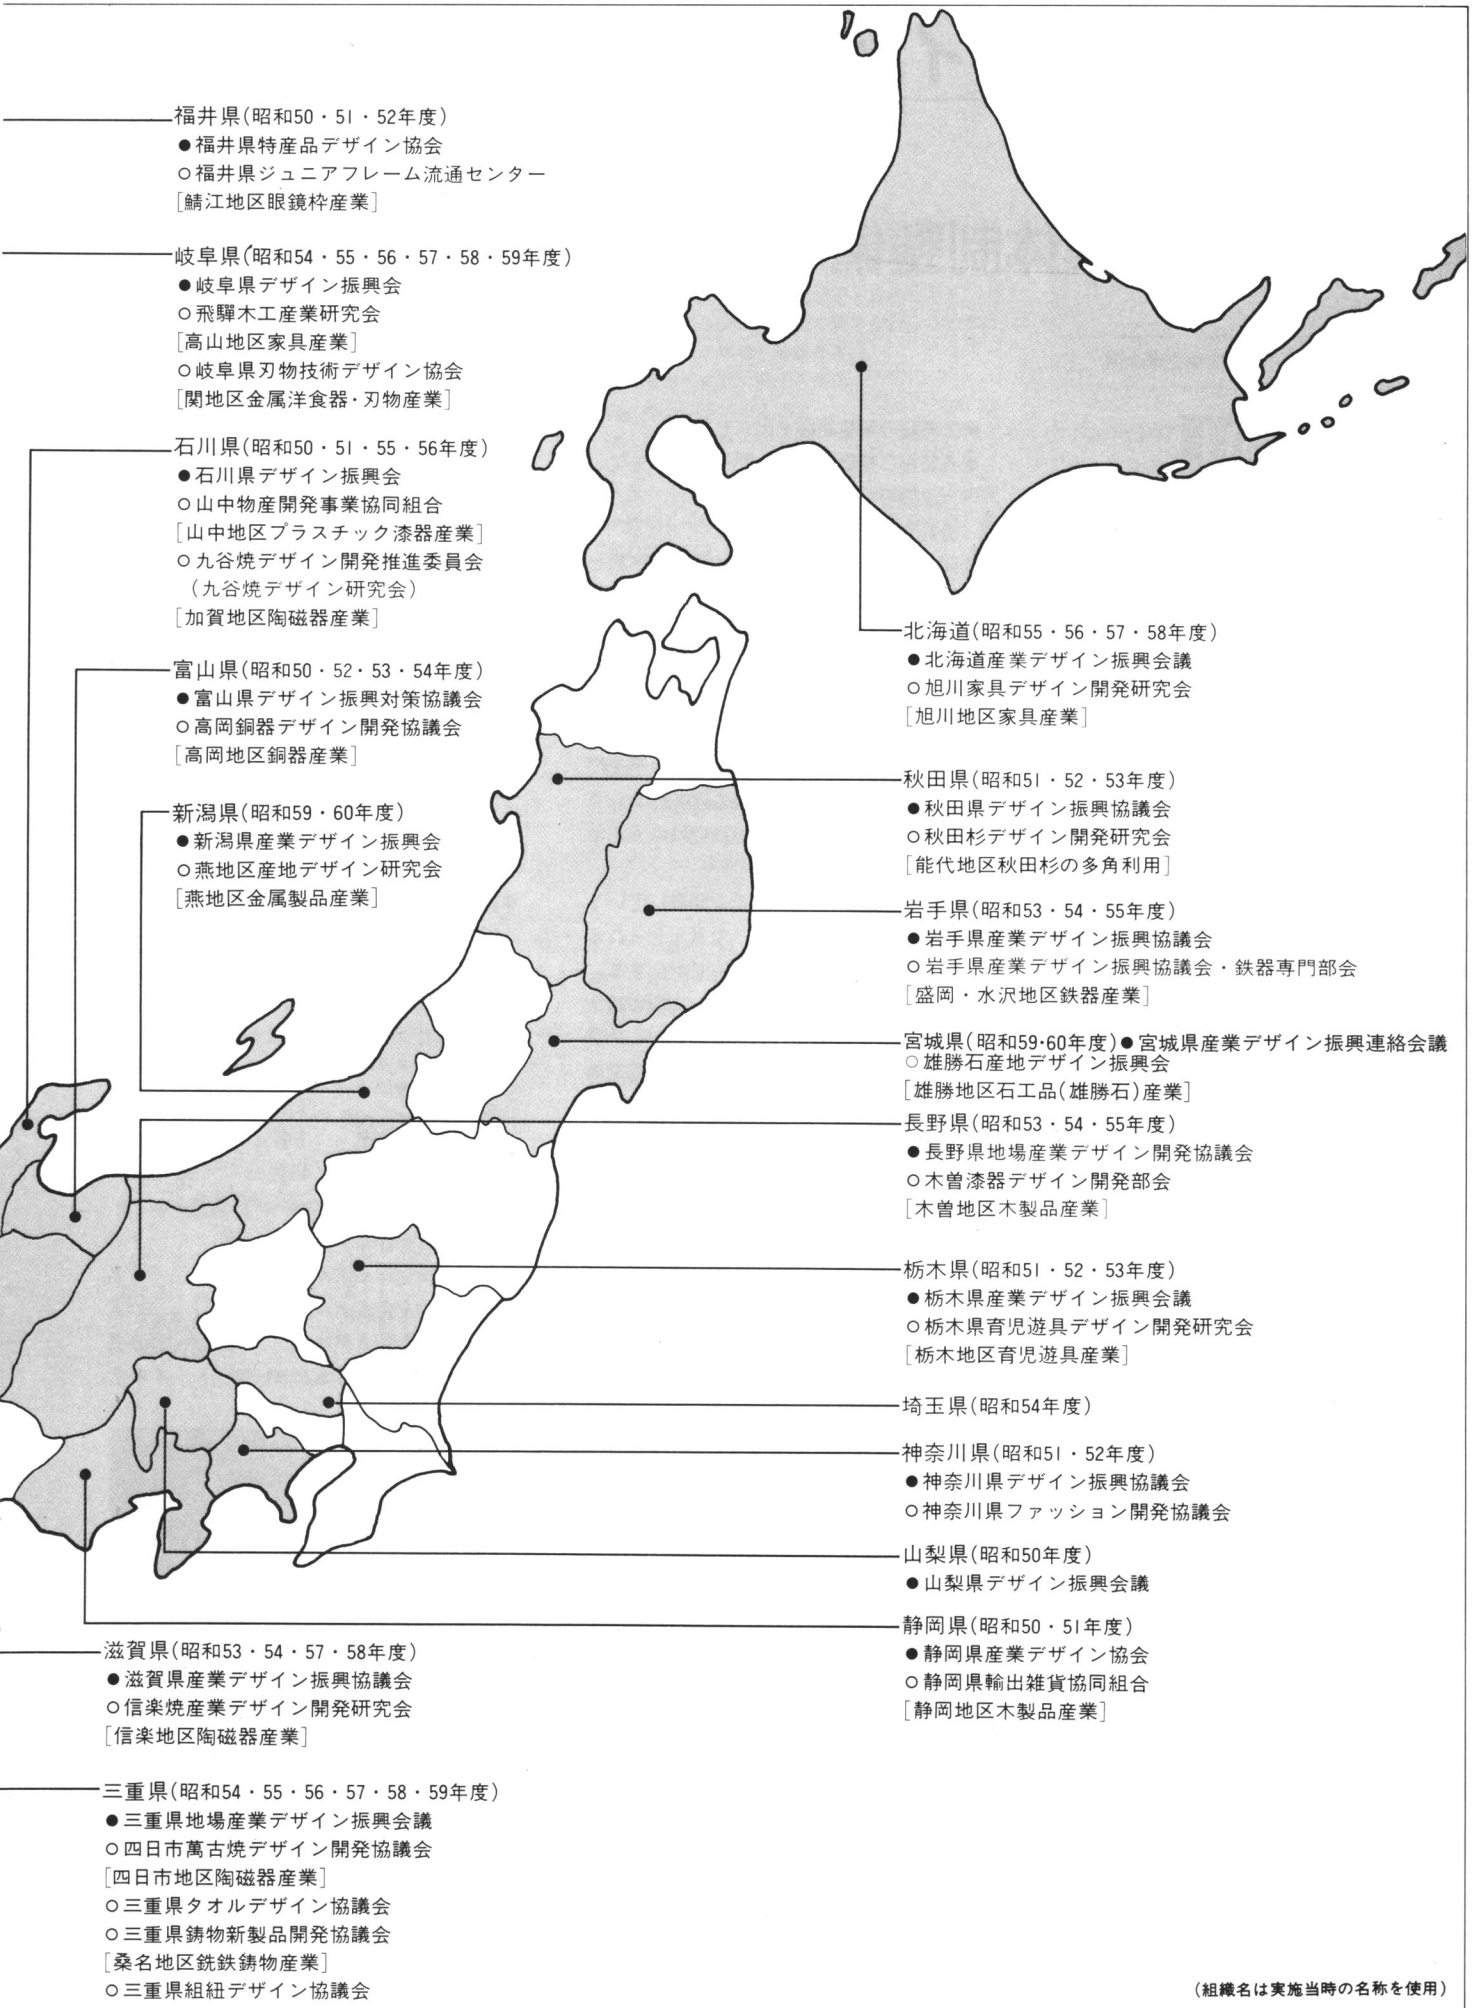 福井県(昭和50・51・52年度)
●福井県特産品デザイン協会
○福井県ジュニアフレーム流通センター
[鯖江地区眼鏡枠産業]
岐阜県(昭和54・55・56・57・58・59年度)
●岐阜県デザイン振興会
○飛驒木工産業研究会
[高山地区家具産業]
○岐阜県刃物技術デザイン協会
[関地区金属洋食器・刃物産業]
石川県(昭和50・51・55・56年度)
●石川県デザイン振興会
○山中物産開発事業協同組合
[山中地区プラスチック漆器産業]
○九谷焼デザイン開発推進委員会
(九谷焼デザイン研究会)
[加賀地区陶磁器産業]
富山県(昭和50・52・53・54年度)
●富山県デザイン振興対策協議会
○高岡銅器デザイン開発協議会
[高岡地区銅器産業]
新潟県(昭和59・60年度)
●新潟県産業デザイン振興会
○燕地区産地デザイン研究会
[燕地区金属製品産業]
北海道(昭和55・56・57・58年度)
●北海道産業デザイン振興会議
○旭川家具デザイン開発研究会
[旭川地区家具産業]
秋田県(昭和51・52・53年度)
●秋田県デザイン振興協議会
○秋田杉デザイン開発研究会
[能代地区秋田杉の多角利用]
岩手県(昭和53・54・55年度)
●岩手県産業デザイン振興協議会
○岩手県産業デザイン振興協議会・鉄器専門部会
[盛岡・水沢地区鉄器産業]
宮城県(昭和59・60年度)●宮城県産業デザイン振興連絡会議
○雄勝石産地デザイン振興会
[雄勝地区石工品(雄勝石)産業]
長野県(昭和53・54・55年度)
●長野県地場産業デザイン開発協議会
○木曽漆器デザイン開発部会
[木曽地区木製品産業]
栃木県(昭和51・52・53年度)
●栃木県産業デザイン振興会議
○栃木県育児遊具デザイン開発研究会
[栃木地区育児遊具産業]
埼玉県(昭和54年度)
神奈川県(昭和51・52年度)
●神奈川県デザイン振興協議会
○神奈川県ファッション開発協議会
山梨県(昭和50年度)
●山梨県デザイン振興会議
静岡県(昭和50・51年度)
●静岡県産業デザイン協会
○静岡県輸出雑貨協同組合
[静岡地区木製品産業]
滋賀県(昭和53・54・57・58年度)
●滋賀県産業デザイン振興協議会
○信楽焼産業デザイン開発研究会
[信楽地区陶磁器産業]
三重県(昭和54・55・56・57・58・59年度)
●三重県地場産業デザイン振興会議
○四日市萬古焼デザイン開発協議会
[四日市地区陶磁器産業]
○三重県タオルデザイン協議会
○三重県鋳物新製品開発協議会
[桑名地区銑鉄鋳物産業]
○三重県組紐デザイン協議会
(組織名は実施当時の名称を使用)